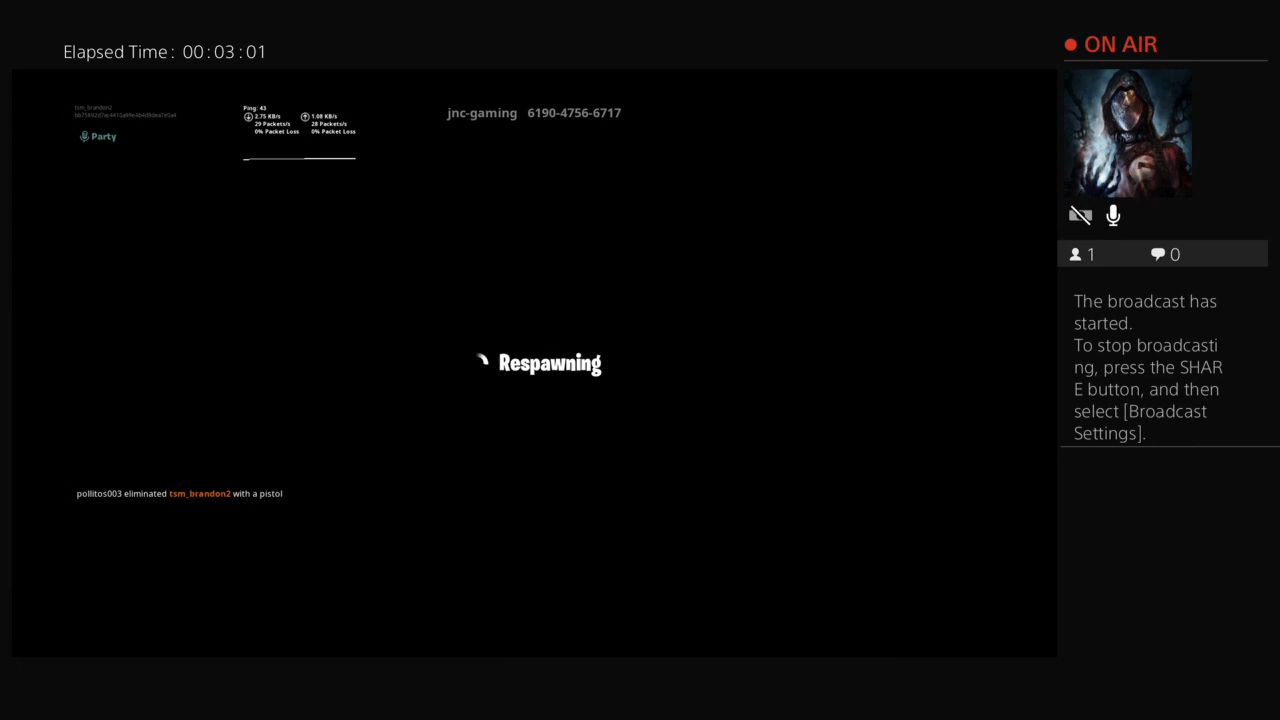 Elapsed Time: 00:03:01
ON AIR
tsm_brandon2
Party
Ping: 43
2.75 KB/s 1.08 KB/s
29 Packets/s 28 Packets/s
0% Packet Loss 0% Packet Loss
jnc-gaming 6190-4756-6717
1 0
The broadcast has
started.
To stop broadcasti
ng, press the SHAR
E button, and then
select [Broadcast
Settings].
Respawning
pollitos003 eliminated tsm_brandon2 with a pistol